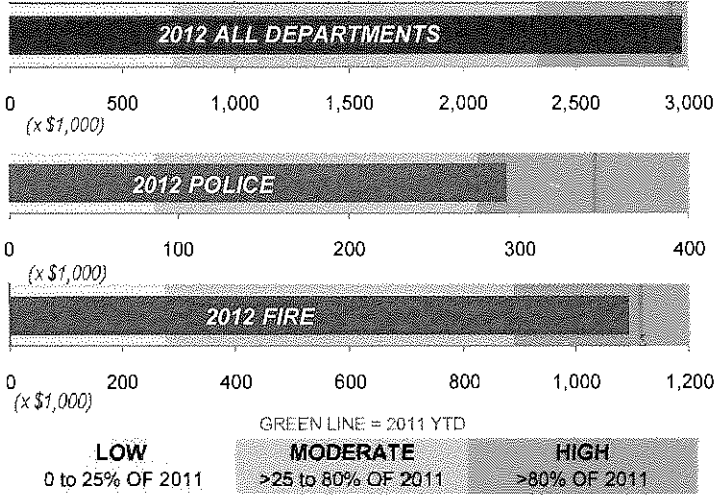 2012 ALL DEPARTMENTS
0 500 1,000 1,500 2,000 2,500 3,000
(x $1,000)
2012 POLICE
0 100 200 300 400
(x $1,000)
2012 FIRE
0 200 400 600 800 1,000 1,200
(x $1,000)
GREEN LINE = 2011 YTD
LOW MODERATE HIGH
0 to 25% OF 2011 >25 to 80% OF 2011 >80% OF 2011